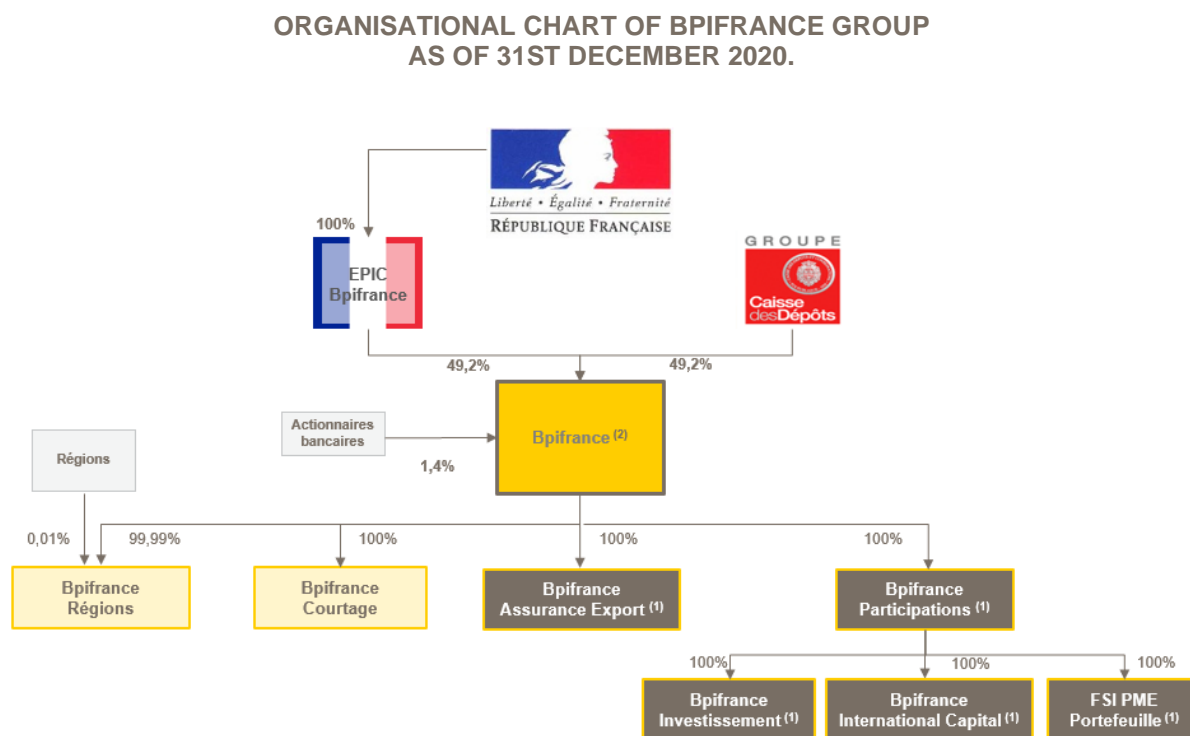 ORGANISATIONAL CHART OF BPIFRANCE GROUP
AS OF 31ST DECEMBER 2020.
Liberté • Égalité • Fraternité
RÉPUBLIQUE FRANÇAISE
100%
EPIC
Bpifrance
GROUPE
Caisse
desDépôts
49,2%
49,2%
Actionnaires
bancaires
1,4%
Bpifrance (2)
Régions
0,01%
99,99%
100%
100%
100%
Bpifrance
Régions
Bpifrance
Courtage
Bpifrance
Assurance Export (1)
Bpifrance
Participations (1)
100%
100%
100%
Bpifrance
Investissement (1)
Bpifrance
International Capital (1)
FSI PME
Portefeuille (1)